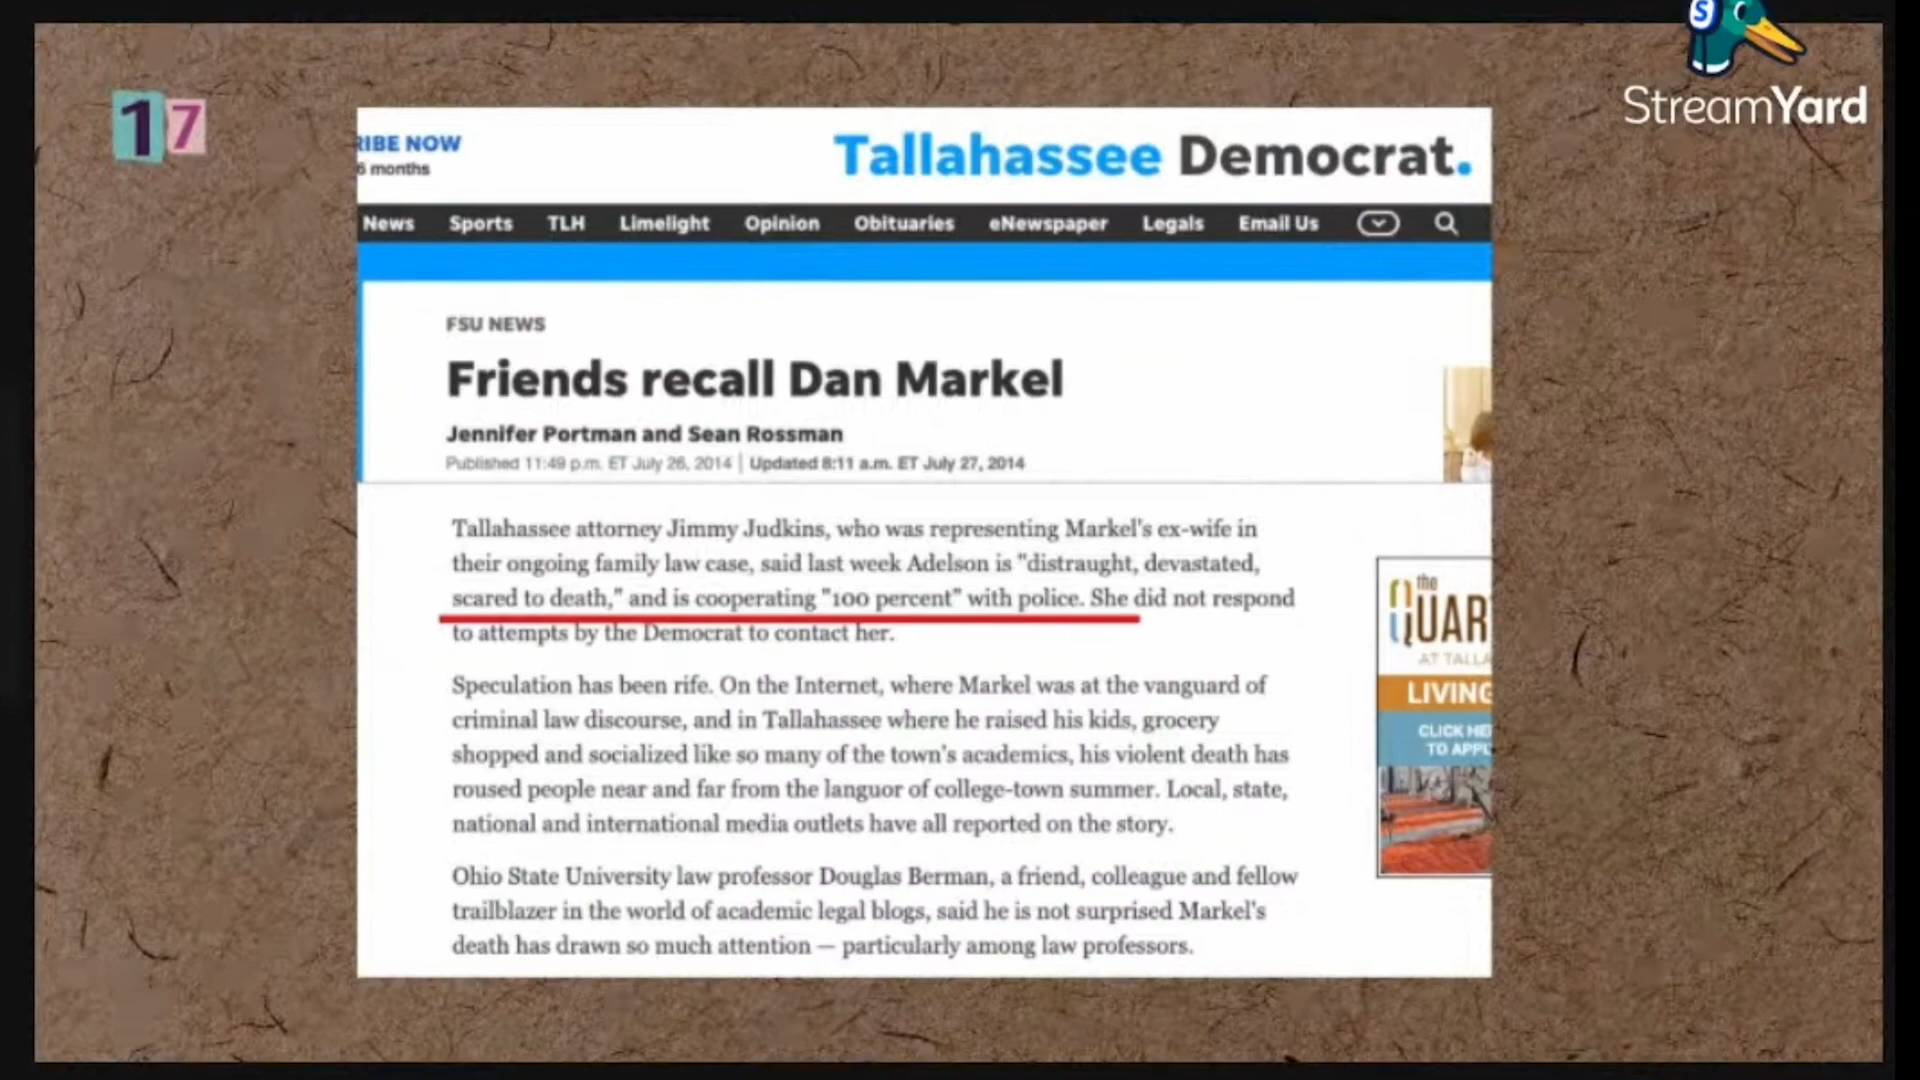 S
StreamYard
17
RIBE NOW
6 months
Tallahassee Democrat.
News Sports TLH Limelight Opinion Obituaries eNewspaper Legals Email Us
FSU NEWS
Friends recall Dan Markel
Jennifer Portman and Sean Rossman
Published 11:49 p.m. ET July 26, 2014 | Updated 8:11 a.m. ET July 27, 2014
Tallahassee attorney Jimmy Judkins, who was representing Markel's ex-wife in
their ongoing family law case, said last week Adelson is "distraught, devastated,
scared to death," and is cooperating "100 percent" with police. She did not respond
to attempts by the Democrat to contact her.
Speculation has been rife. On the Internet, where Markel was at the vanguard of
criminal law discourse, and in Tallahassee where he raised his kids, grocery
shopped and socialized like so many of the town's academics, his violent death has
roused people near and far from the languor of college-town summer. Local, state,
national and international media outlets have all reported on the story.
Ohio State University law professor Douglas Berman, a friend, colleague and fellow
trailblazer in the world of academic legal blogs, said he is not surprised Markel's
death has drawn so much attention — particularly among law professors.
the
QUAR
AT TALLA
LIVING
CLICK HE
TO APPL